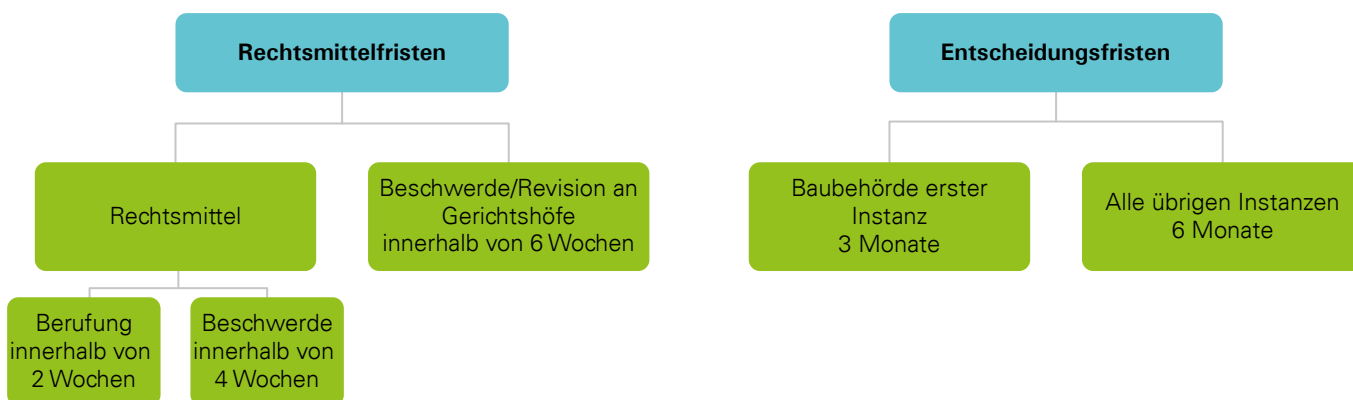 Rechtsmittelfristen
Rechtsmittel
Beschwerde/Revision an
Gerichtshöfe
innerhalb von 6 Wochen
Berufung
innerhalb von
2 Wochen
Beschwerde
innerhalb von
4 Wochen
Entscheidungsfristen
Baubehörde erster
Instanz
3 Monate
Alle übrigen Instanzen
6 Monate